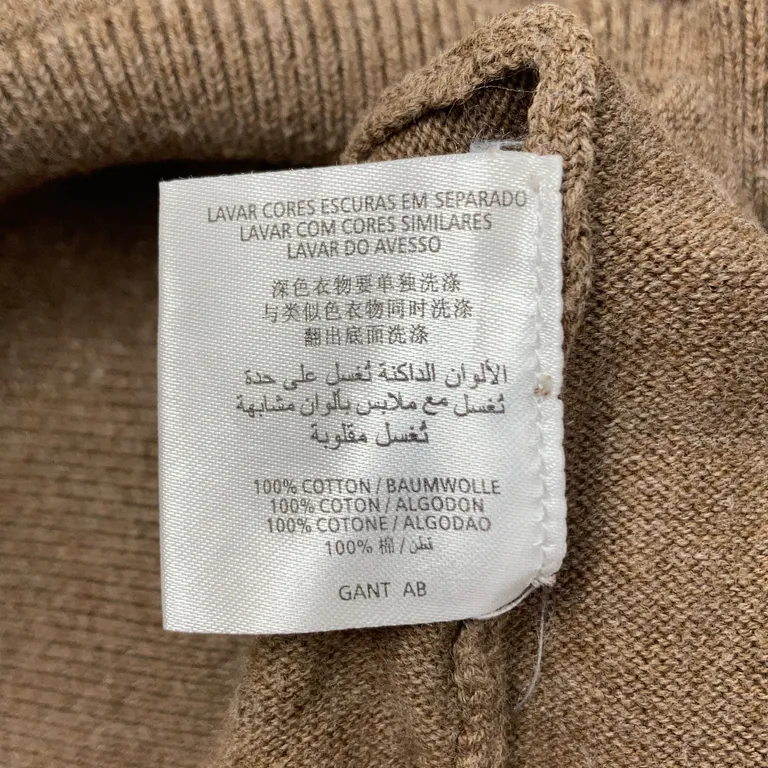 LAVAR CORES ESCURAS EM SEPARADO
LAVAR COM CORES SIMILARES
LAVAR DO AVESSO
深色衣物要单独洗涤
与类似色衣物同时洗涤
翻出底面洗涤
الألوان الداكنة تُغسل على حدة
تُغسل مع ملابس بألوان مشابهة
تُغسل مقلوبة
100% COTTON / BAUMWOLLE
100% COTON / ALGODON
100% COTONE / ALGODAO
100% 棉 / قطن
GANT AB